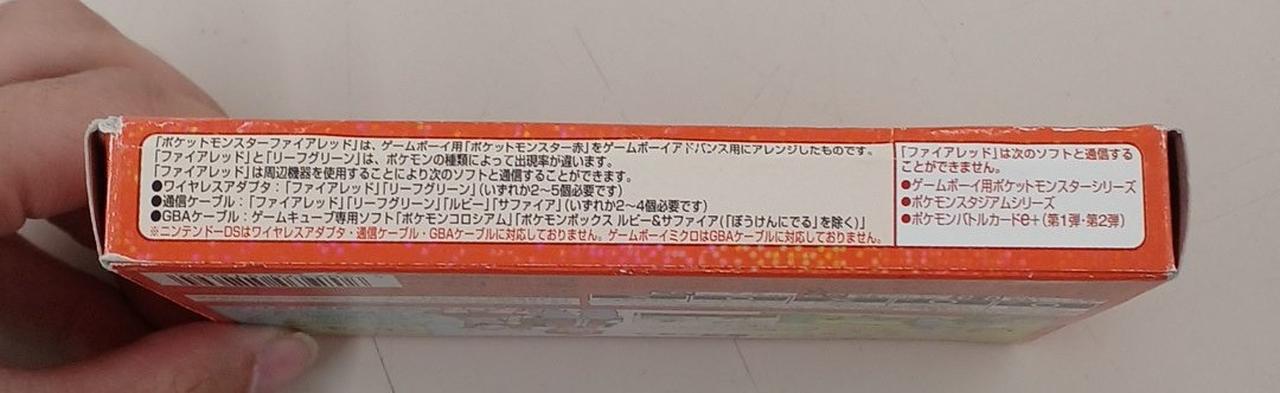 「ポケットモンスターファイアレッド」は、ゲームボーイ用「ポケットモンスター赤」をゲームボーイアドバンス用にアレンジしたものです。
「ファイアレッド」と「リーフグリーン」は、ポケモンの種類によって出現率が違います。
「ファイアレッド」は周辺機器を使用することにより次のソフトと通信することができます。
●ワイヤレスアダプタ：「ファイアレッド」「リーフグリーン」(いずれか2〜5個必要です)
●通信ケーブル：「ファイアレッド」「リーフグリーン」「ルビー」「サファイア」(いずれか2〜4個必要です)
●GBAケーブル：ゲームキューブ専用ソフト「ポケモンコロシアム」「ポケモンボックス ルビー&サファイア(「ぼうけんにでる」を除く)」
※ニンテンドーDSはワイヤレスアダプタ・通信ケーブル・GBAケーブルに対応しておりません。ゲームボーイミクロはGBAケーブルに対応しておりません。
「ファイアレッド」は次のソフトと通信する
ことができません。
●ゲームボーイ用ポケットモンスターシリーズ
●ポケモンスタジアムシリーズ
●ポケモンバトルカードe+(第1弾・第2弾)